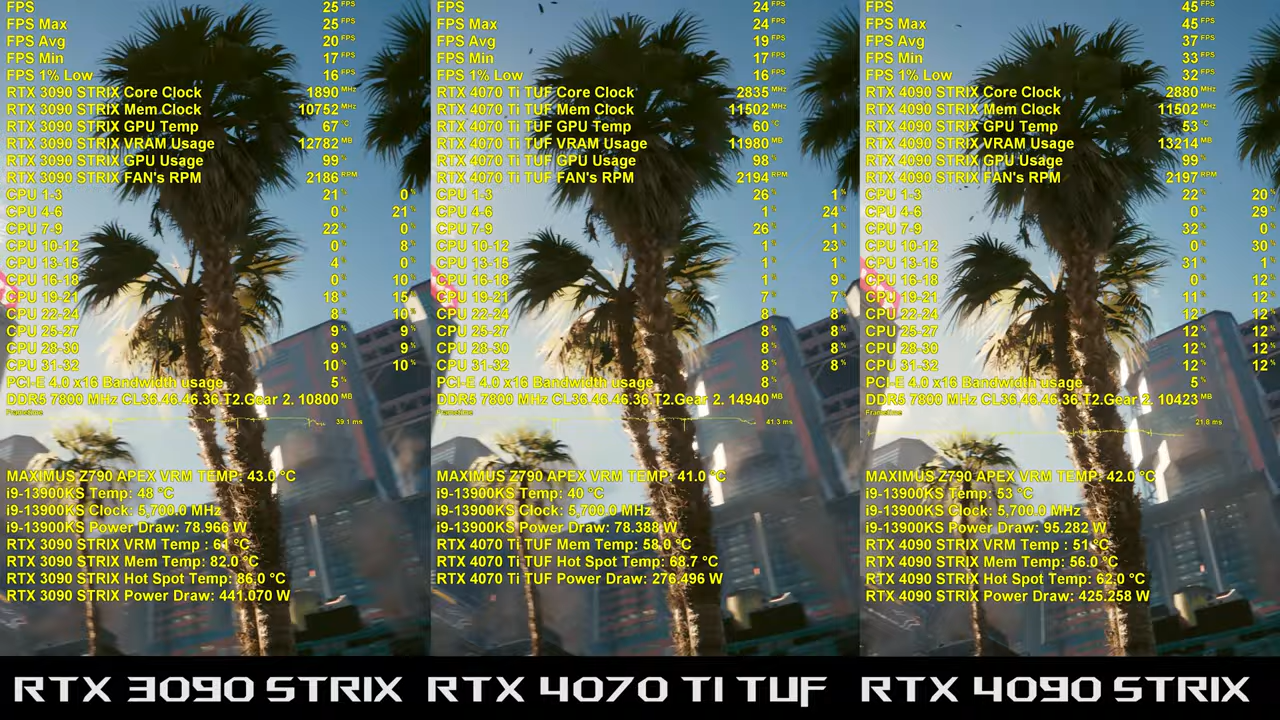 FPS 25 FPS
FPS Max 25 FPS
FPS Avg 20 FPS
FPS Min 17 FPS
FPS 1% Low 16 FPS
RTX 3090 STRIX Core Clock 1890 MHz
RTX 3090 STRIX Mem Clock 10752 MHz
RTX 3090 STRIX GPU Temp 67 °C
RTX 3090 STRIX VRAM Usage 12782 MB
RTX 3090 STRIX GPU Usage 99 %
RTX 3090 STRIX FAN's RPM 2186 RPM
CPU 1-3 21 % 0 %
CPU 4-6 0 % 21 %
CPU 7-9 22 % 0 %
CPU 10-12 0 % 8 %
CPU 13-15 4 % 0 %
CPU 16-18 0 % 10 %
CPU 19-21 18 % 15 %
CPU 22-24 8 % 10 %
CPU 25-27 9 % 9 %
CPU 28-30 9 % 9 %
CPU 31-32 10 % 10 %
PCI-E 4.0 x16 Bandwidth usage 5 %
DDR5 7800 MHz CL36.46.46.36.T2.Gear 2. 10800 MB
Frametime 39.1 ms
MAXIMUS Z790 APEX VRM TEMP: 43.0 °C
i9-13900KS Temp: 48 °C
i9-13900KS Clock: 5,700.0 MHz
i9-13900KS Power Draw: 78.966 W
RTX 3090 STRIX VRM Temp : 61 °C
RTX 3090 STRIX Mem Temp: 82.0 °C
RTX 3090 STRIX Hot Spot Temp: 86.0 °C
RTX 3090 STRIX Power Draw: 441.070 W
RTX 3090 STRIX
FPS 24 FPS
FPS Max 24 FPS
FPS Avg 19 FPS
FPS Min 17 FPS
FPS 1% Low 16 FPS
RTX 4070 Ti TUF Core Clock 2835 MHz
RTX 4070 Ti TUF Mem Clock 11502 MHz
RTX 4070 Ti TUF GPU Temp 60 °C
RTX 4070 Ti TUF VRAM Usage 11980 MB
RTX 4070 Ti TUF GPU Usage 98 %
RTX 4070 Ti TUF FAN's RPM 2194 RPM
CPU 1-3 26 % 1 %
CPU 4-6 1 % 24 %
CPU 7-9 26 % 1 %
CPU 10-12 1 % 23 %
CPU 13-15 1 % 1 %
CPU 16-18 1 % 9 %
CPU 19-21 7 % 7 %
CPU 22-24 8 % 8 %
CPU 25-27 8 % 8 %
CPU 28-30 8 % 8 %
CPU 31-32 8 % 8 %
PCI-E 4.0 x16 Bandwidth usage 8 %
DDR5 7800 MHz CL36.46.46.36.T2.Gear 2. 14940 MB
Frametime 41.3 ms
MAXIMUS Z790 APEX VRM TEMP: 41.0 °C
i9-13900KS Temp: 40 °C
i9-13900KS Clock: 5,700.0 MHz
i9-13900KS Power Draw: 78.388 W
RTX 4070 Ti TUF Mem Temp: 58.0 °C
RTX 4070 Ti TUF Hot Spot Temp: 68.7 °C
RTX 4070 Ti TUF Power Draw: 276.496 W
RTX 4070 TI TUF
FPS 45 FPS
FPS Max 45 FPS
FPS Avg 37 FPS
FPS Min 33 FPS
FPS 1% Low 32 FPS
RTX 4090 STRIX Core Clock 2880 MHz
RTX 4090 STRIX Mem Clock 11502 MHz
RTX 4090 STRIX GPU Temp 53 °C
RTX 4090 STRIX VRAM Usage 13214 MB
RTX 4090 STRIX GPU Usage 99 %
RTX 4090 STRIX FAN's RPM 2197 RPM
CPU 1-3 22 % 20 %
CPU 4-6 0 % 29 %
CPU 7-9 32 % 0 %
CPU 10-12 0 % 30 %
CPU 13-15 31 % 1 %
CPU 16-18 0 % 12 %
CPU 19-21 11 % 12 %
CPU 22-24 12 % 12 %
CPU 25-27 12 % 12 %
CPU 28-30 12 % 12 %
CPU 31-32 12 % 12 %
PCI-E 4.0 x16 Bandwidth usage 5 %
DDR5 7800 MHz CL36.46.46.36.T2.Gear 2. 10423 MB
Frametime 21.8 ms
MAXIMUS Z790 APEX VRM TEMP: 42.0 °C
i9-13900KS Temp: 53 °C
i9-13900KS Clock: 5,700.0 MHz
i9-13900KS Power Draw: 95.282 W
RTX 4090 STRIX VRM Temp : 51 °C
RTX 4090 STRIX Mem Temp: 56.0 °C
RTX 4090 STRIX Hot Spot Temp: 62.0 °C
RTX 4090 STRIX Power Draw: 425.258 W
RTX 4090 STRIX